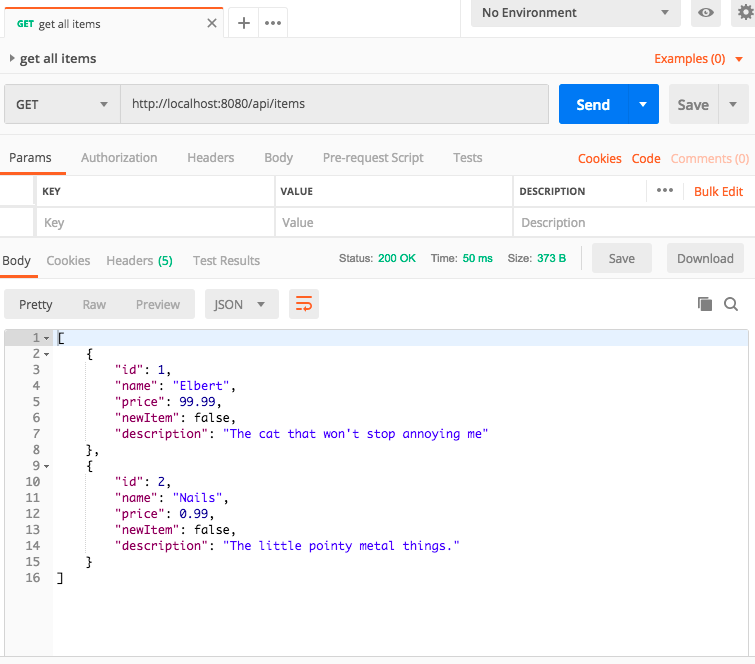 GET get all items
No Environment
get all items
Examples (0)
GET http://localhost:8080/api/items Send Save
Params Authorization Headers Body Pre-request Script Tests Cookies Code Comments (0)
KEY VALUE DESCRIPTION Bulk Edit
Key Value Description
Body Cookies Headers (5) Test Results Status: 200 OK Time: 50 ms Size: 373 B Save Download
Pretty Raw Preview JSON
1 [
2 {
3 "id": 1,
4 "name": "Elbert",
5 "price": 99.99,
6 "newItem": false,
7 "description": "The cat that won't stop annoying me"
8 },
9 {
10 "id": 2,
11 "name": "Nails",
12 "price": 0.99,
13 "newItem": false,
14 "description": "The little pointy metal things."
15 }
16 ]